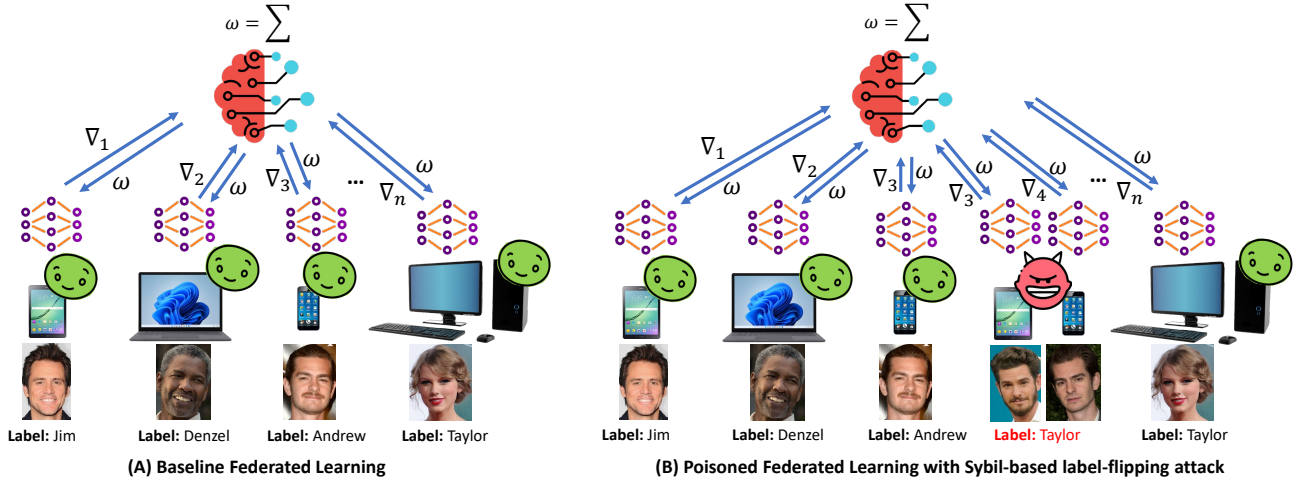 ω = ∑
∇1
ω
∇2
ω
∇3
ω
...
∇n
ω
Label: Jim
Label: Denzel
Label: Andrew
Label: Taylor
(A) Baseline Federated Learning
ω = ∑
∇1
ω
∇2
ω
∇3
ω
∇3
ω
∇4
ω
...
∇n
ω
Label: Jim
Label: Denzel
Label: Andrew
Label: Taylor
Label: Taylor
(B) Poisoned Federated Learning with Sybil-based label-flipping attack